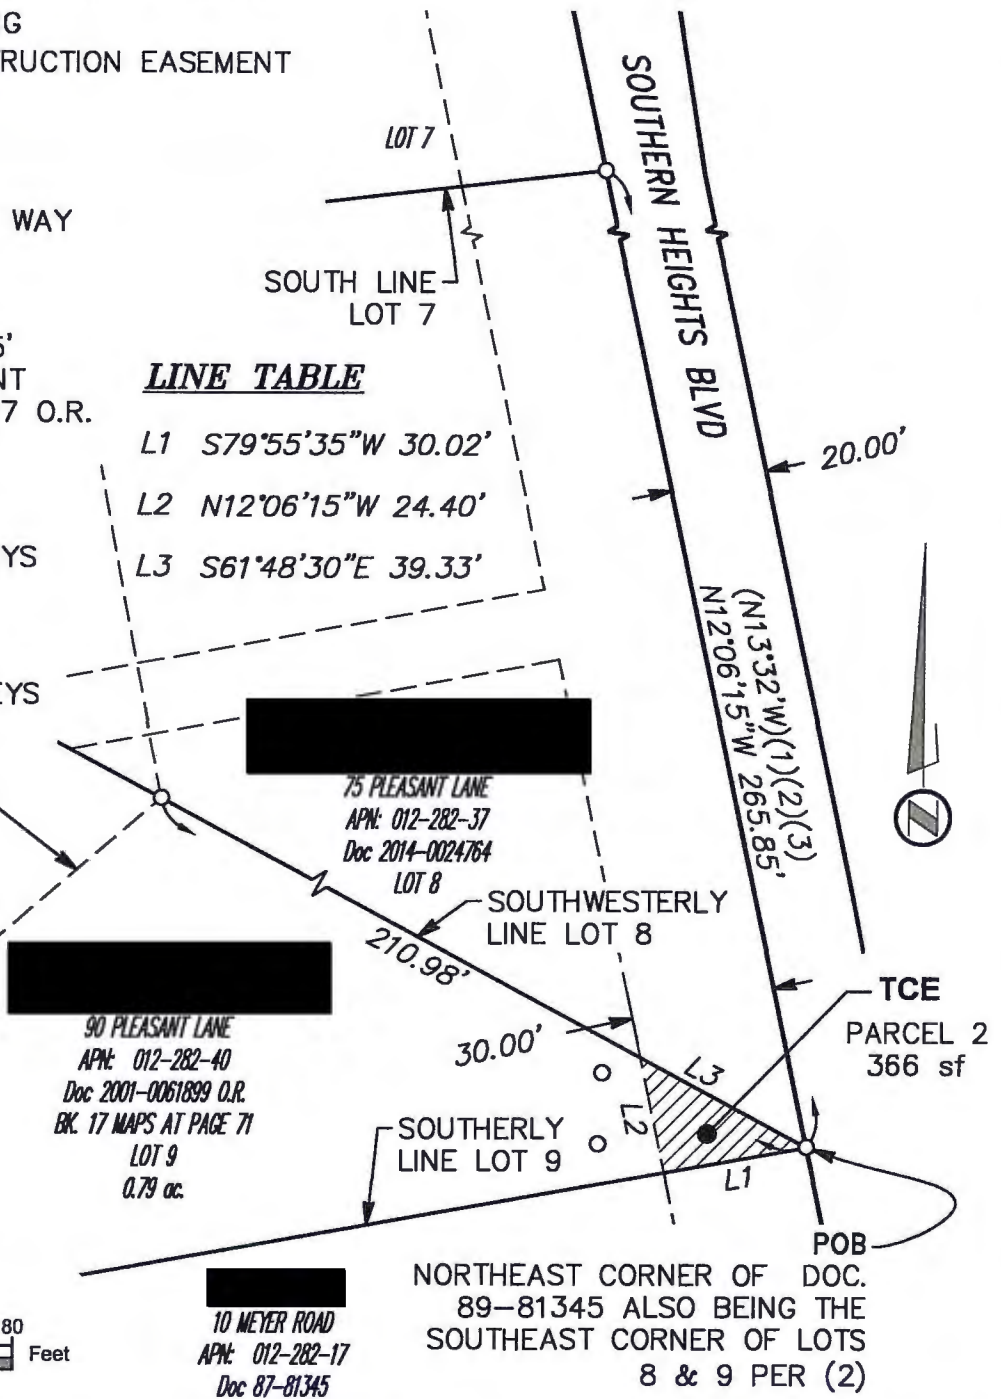 G
RUCTION EASEMENT
WAY
5'
NT
7 O.R.
YS
EYS
LOT 7
SOUTH LINE
LOT 7
SOUTHERN HEIGHTS BLVD
20.00'
LINE TABLE
L1 S79°55'35"W 30.02'
L2 N12°06'15"W 24.40'
L3 S61°48'30"E 39.33'
(N13°32'W)(1)(2)(3)
N12°06'15"W 265.85'
N
75 PLEASANT LANE
APN: 012-282-37
Doc 2014-0024764
LOT 8
SOUTHWESTERLY
LINE LOT 8
210.98'
90 PLEASANT LANE
APN: 012-282-40
Doc 2001-0061899 O.R.
BK. 17 MAPS AT PAGE 71
LOT 9
0.79 ac.
30.00'
TCE
PARCEL 2
366 sf
L3
L2
L1
SOUTHERLY
LINE LOT 9
POB
NORTHEAST CORNER OF DOC.
89-81345 ALSO BEING THE
SOUTHEAST CORNER OF LOTS
8 & 9 PER (2)
10 MEYER ROAD
APN: 012-282-17
Doc 87-81345
80
Feet